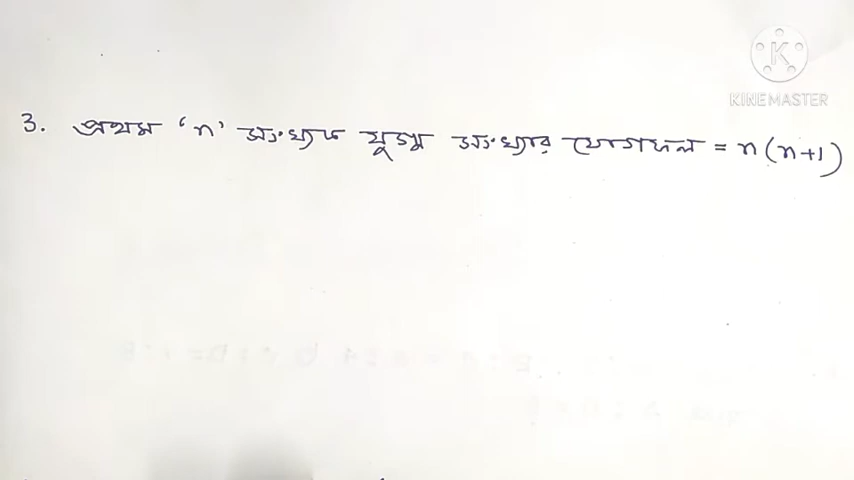 KINEMASTER
3. প্রথম ‘n’ সংখ্যক যুগ্ম সংখ্যার যোগফল = n(n+1)